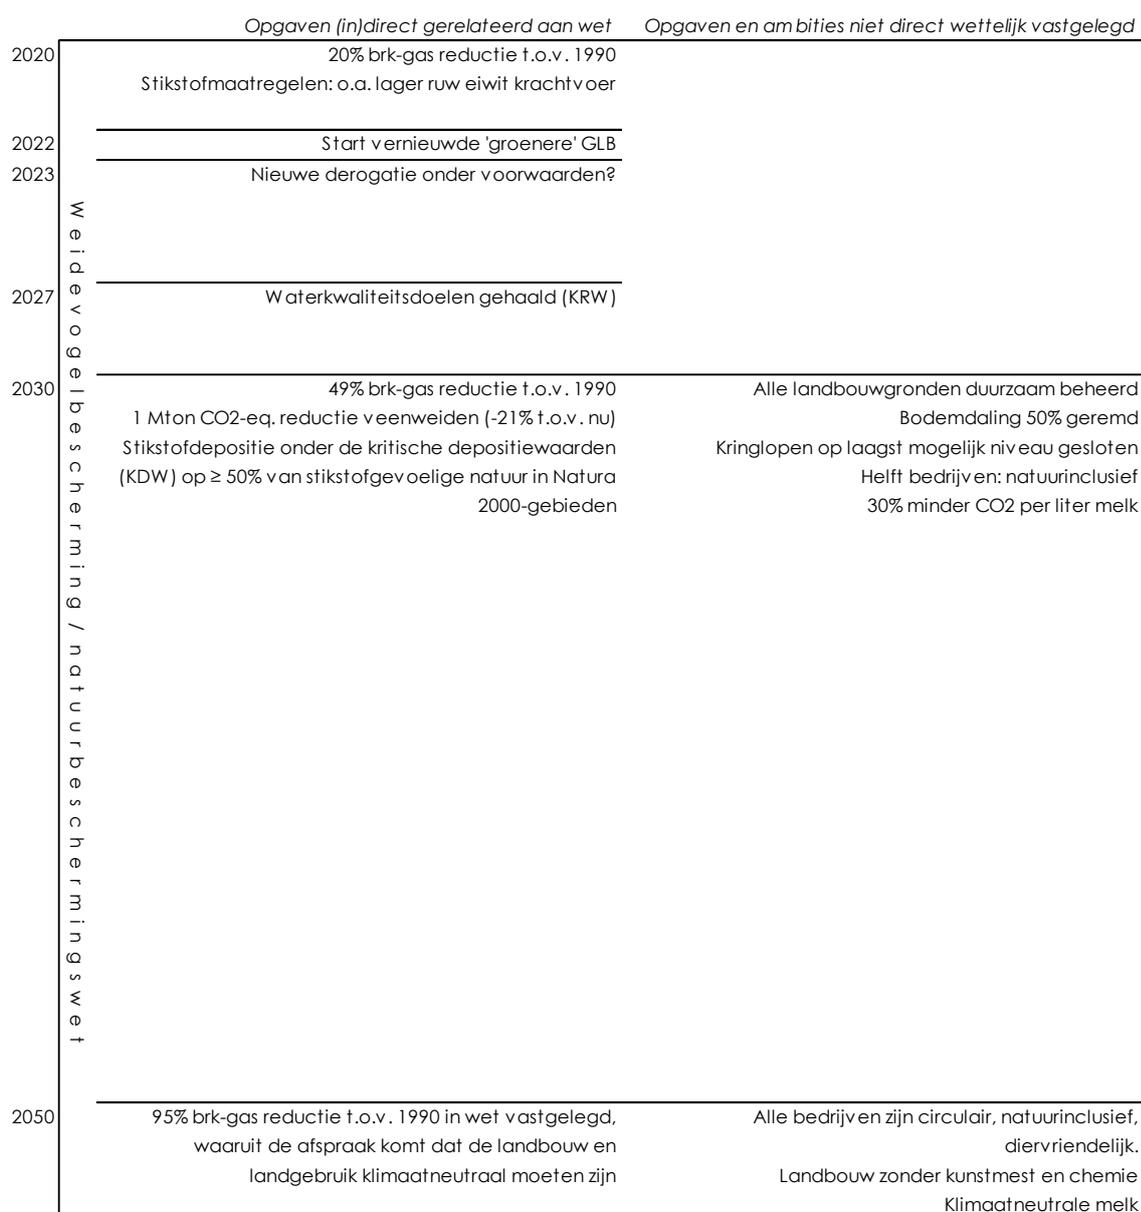 Opgaven (in)direct gerelateerd aan wet Opgaven en ambities niet direct wettelijk vastgelegd
2020 20% brk-gas reductie t.o.v. 1990
Stikstofmaatregelen: o.a. lager ruw eiwit krachtvoer
2022 Start vernieuwde 'groenere' GLB
2023 Nieuwe derogatie onder voorwaarden?
Weidevogelbescherming / natuurbeschermingswet
2027 Waterkwaliteitsdoelen gehaald (KRW)
2030 49% brk-gas reductie t.o.v. 1990 Alle landbouwgronden duurzaam beheerd
1 Mton CO2-eq. reductie veenweiden (-21% t.o.v. nu) Bodemdaling 50% geremd
Stikstofdepositie onder de kritische depositiewaarden Kringlopen op laagst mogelijk niveau gesloten
(KDW) op ≥ 50% van stikstofgevoelige natuur in Natura Helft bedrijven: natuurinclusief
2000-gebieden 30% minder CO2 per liter melk
2050 95% brk-gas reductie t.o.v. 1990 in wet vastgelegd, Alle bedrijven zijn circulair, natuurinclusief,
waaruit de afspraak komt dat de landbouw en diervriendelijk.
landgebruik klimaatneutraal moeten zijn Landbouw zonder kunstmest en chemie
Klimaatneutrale melk